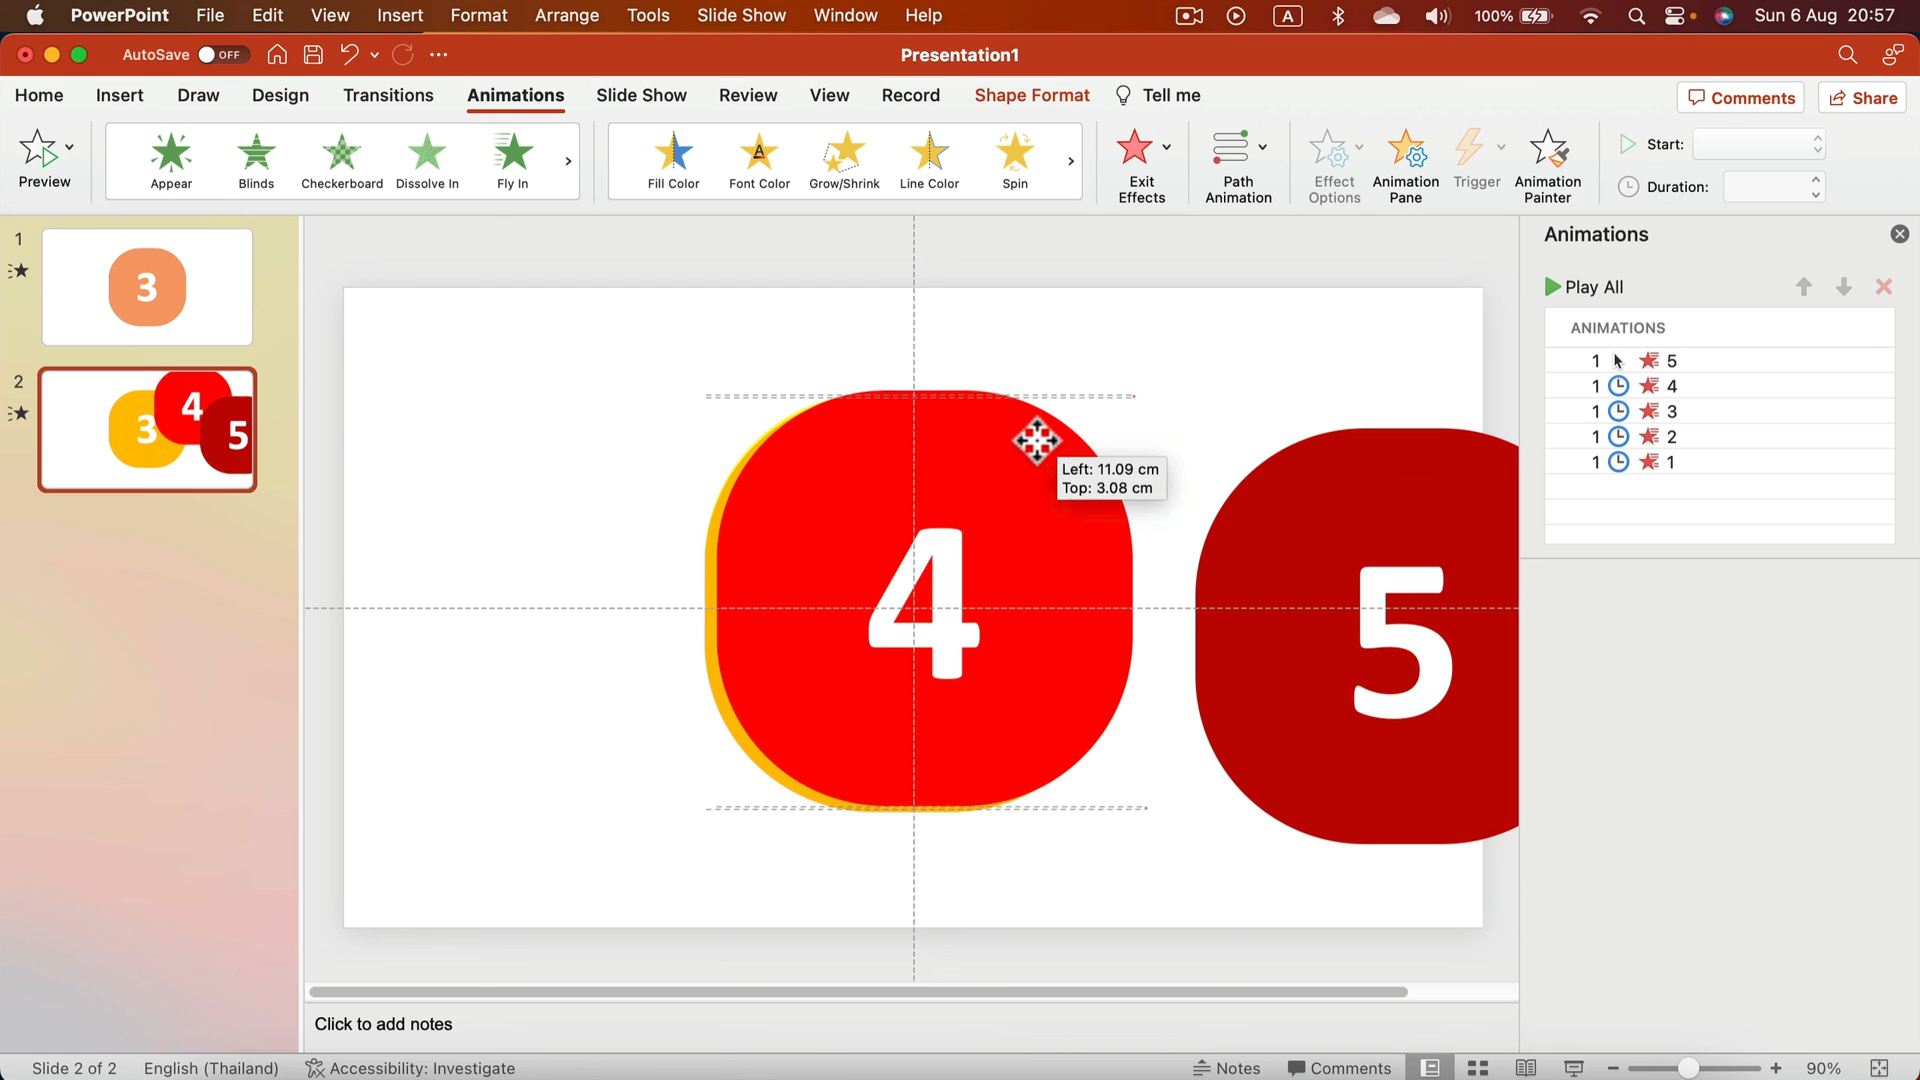 PowerPoint File Edit View Insert Format Arrange Tools Slide Show Window Help A 100% Sun 6 Aug 20:57
AutoSave OFF Presentation1
Home Insert Draw Design Transitions Animations Slide Show Review View Record Shape Format Tell me Comments Share
Preview
Appear Blinds Checkerboard Dissolve In Fly In
A
Fill Color Font Color Grow/Shrink Line Color Spin
Exit Effects
Path Animation
Effect Options
Animation Pane
Trigger
Animation Painter
Start:
Duration:
1
3
2
3 4 5
4
Left: 11.09 cm
Top: 3.08 cm
5
Animations
Play All
ANIMATIONS
1 5
1 4
1 3
1 2
1 1
Click to add notes
Slide 2 of 2 English (Thailand) Accessibility: Investigate Notes Comments 90%